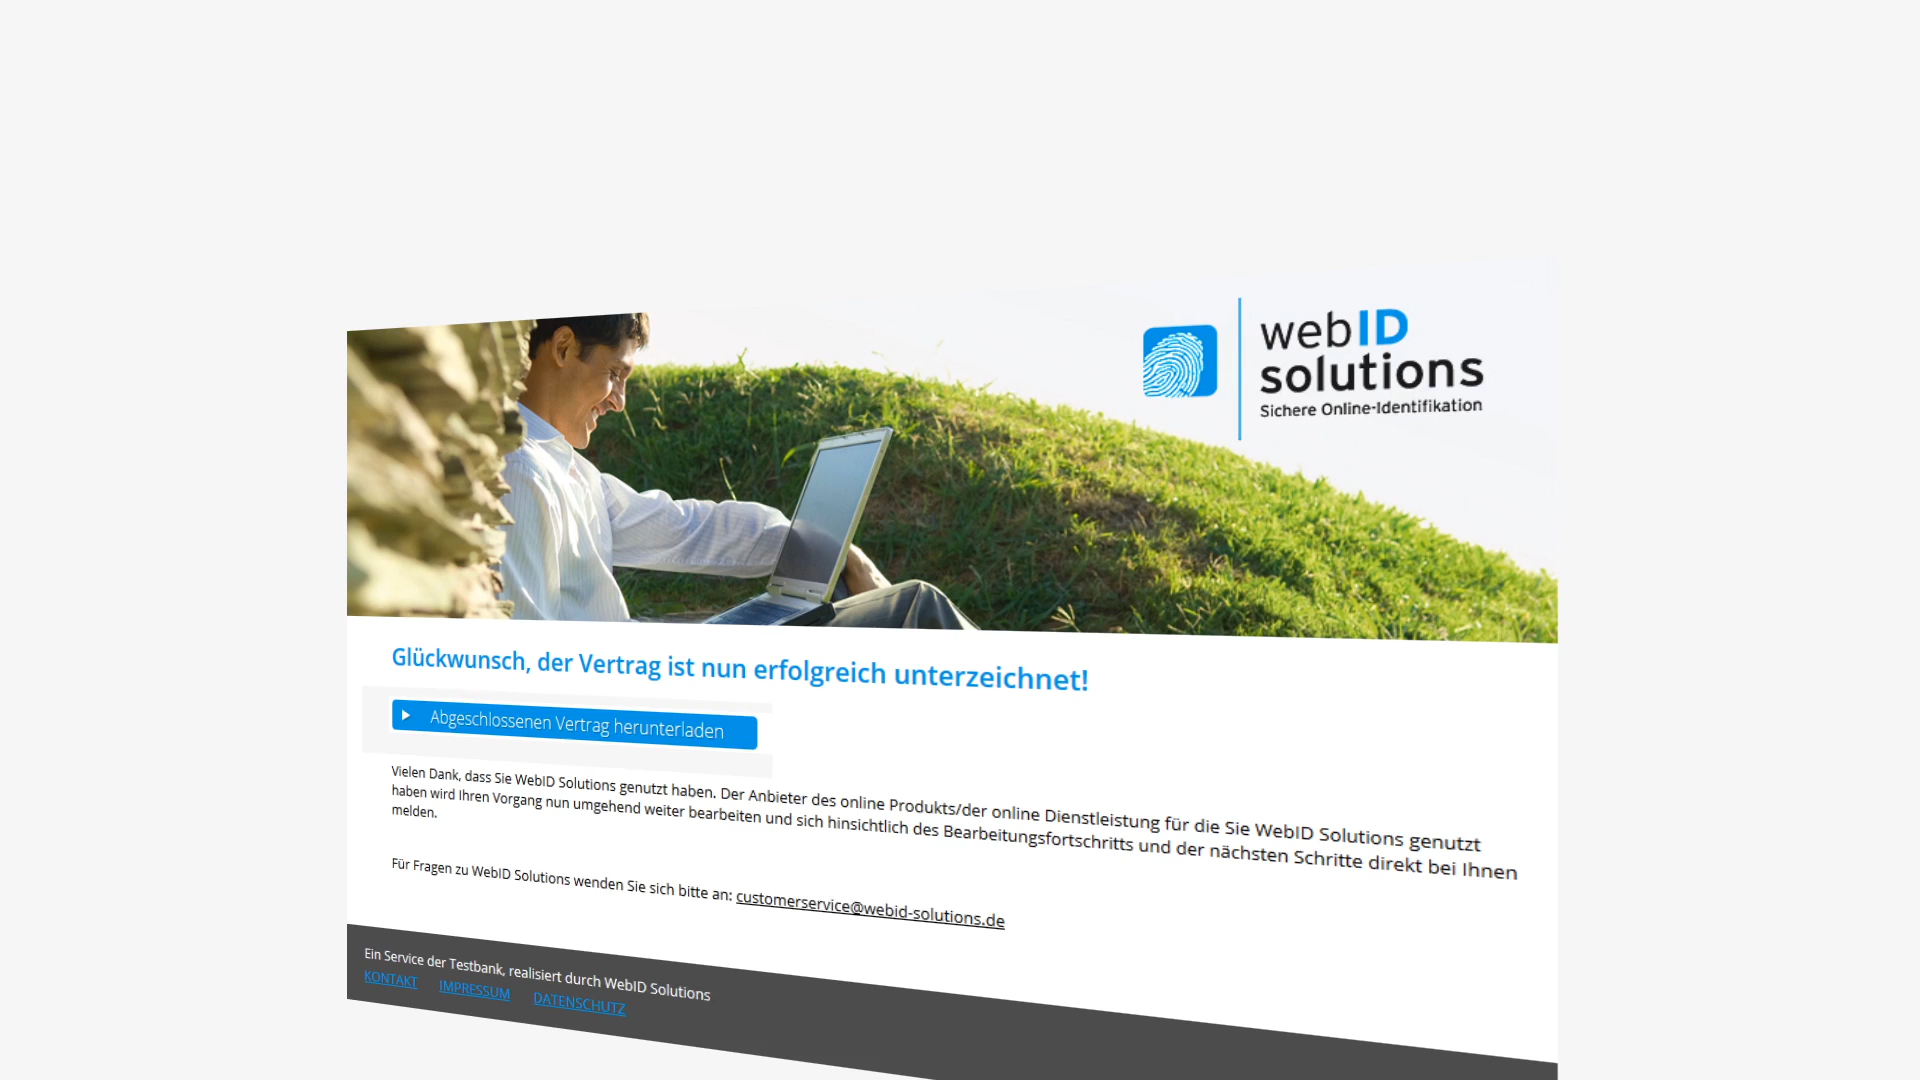 webID
solutions
Sichere Online-Identifikation
Glückwunsch, der Vertrag ist nun erfolgreich unterzeichnet!
Abgeschlossenen Vertrag herunterladen
Vielen Dank, dass Sie WebID Solutions genutzt haben. Der Anbieter des online Produkts/der online Dienstleistung für die Sie WebID Solutions genutzt
haben wird Ihren Vorgang nun umgehend weiter bearbeiten und sich hinsichtlich des Bearbeitungsfortschritts und der nächsten Schritte direkt bei Ihnen
melden.
Für Fragen zu WebID Solutions wenden Sie sich bitte an: customerservice@webid-solutions.de
Ein Service der Testbank, realisiert durch WebID Solutions
KONTAKT IMPRESSUM DATENSCHUTZ